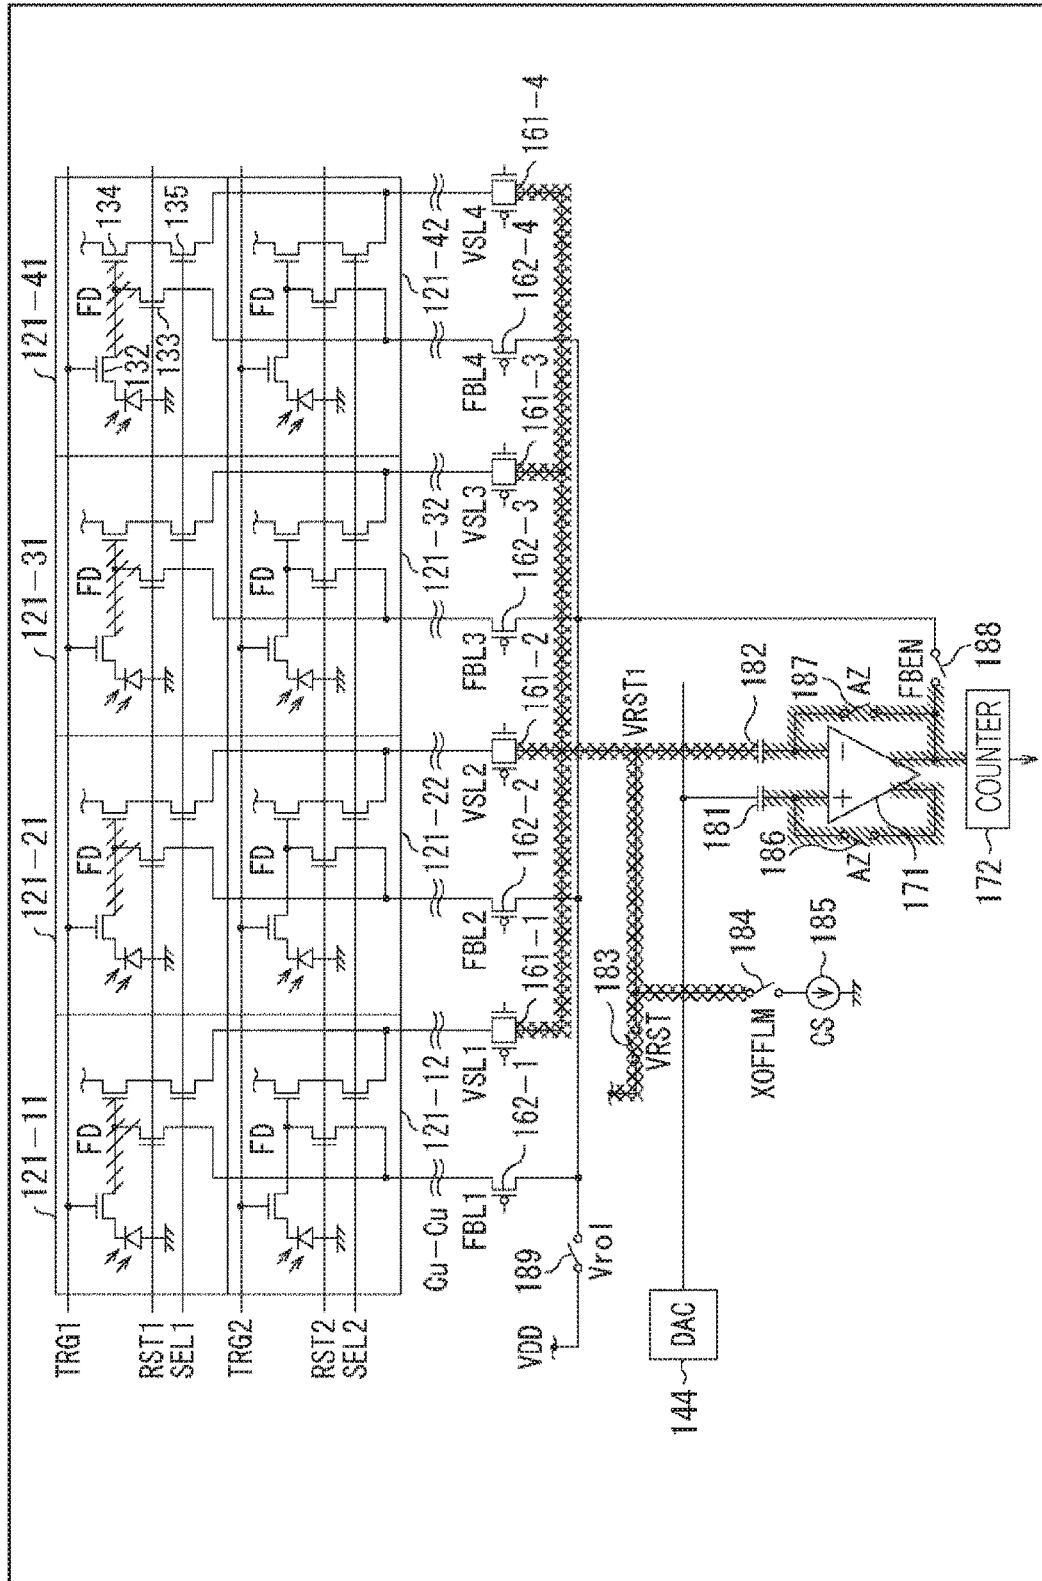 121-11
121-21
121-31
121-41
TRG1
FD
FD
FD
FD
134
132
133
135
RST1
SEL1
TRG2
FD
FD
FD
FD
RST2
SEL2
Cu-Cu
121-12
121-22
121-32
121-42
FBL1
VSL1
FBL2
VSL2
FBL3
VSL3
FBL4
VSL4
162-1
161-1
162-2
161-2
162-3
161-3
162-4
161-4
VDD
189
Vrol
183
VRST
VRST1
DAC
144
XOFFLM
184
CS
185
181
182
186
AZ
187
AZ
+
-
171
FBEN
188
172
COUNTER